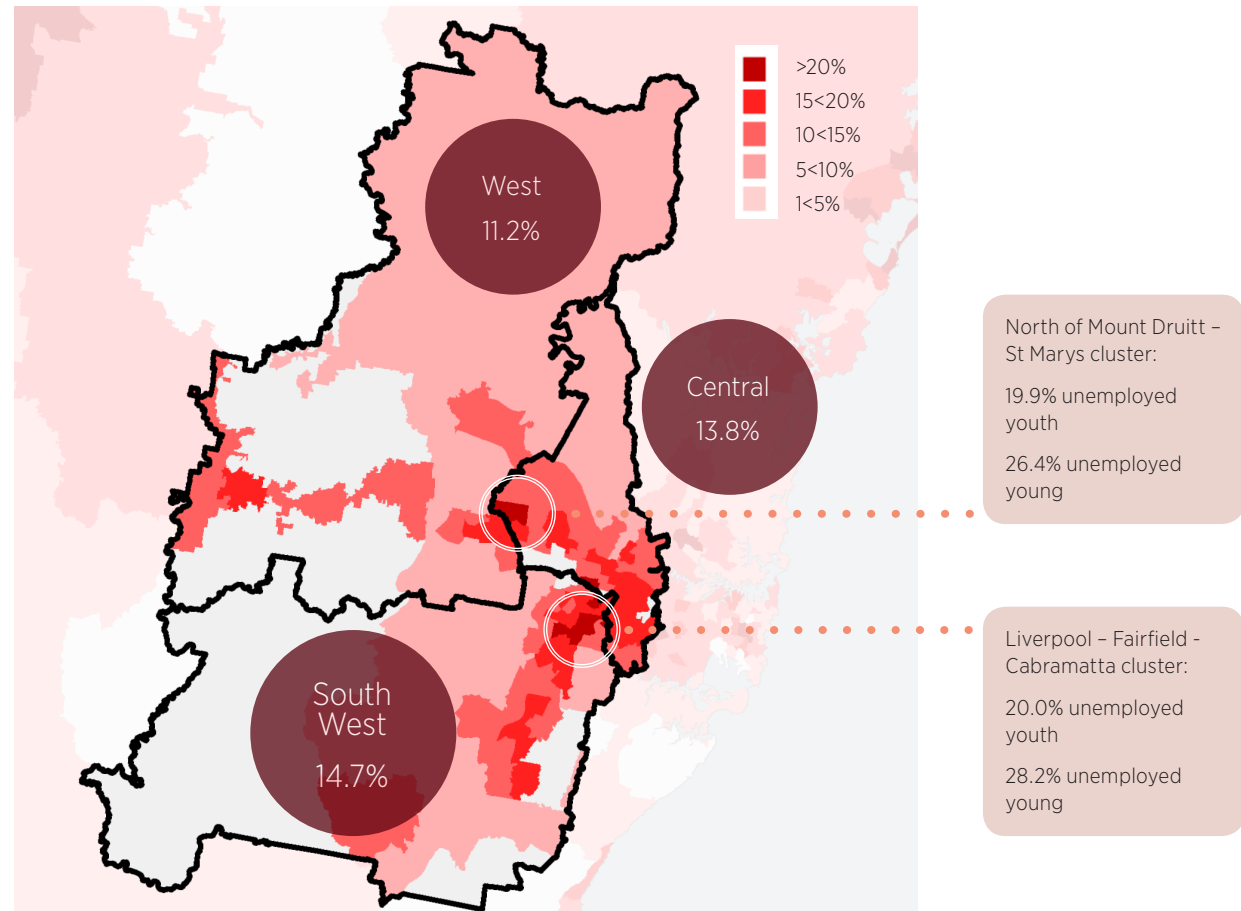 >20%
15<20%
10<15%
5<10%
1<5%
West
11.2%
Central
13.8%
South
West
14.7%
North of Mount Druitt –
St Marys cluster:
19.9% unemployed
youth
26.4% unemployed
young
Liverpool – Fairfield -
Cabramatta cluster:
20.0% unemployed
youth
28.2% unemployed
young